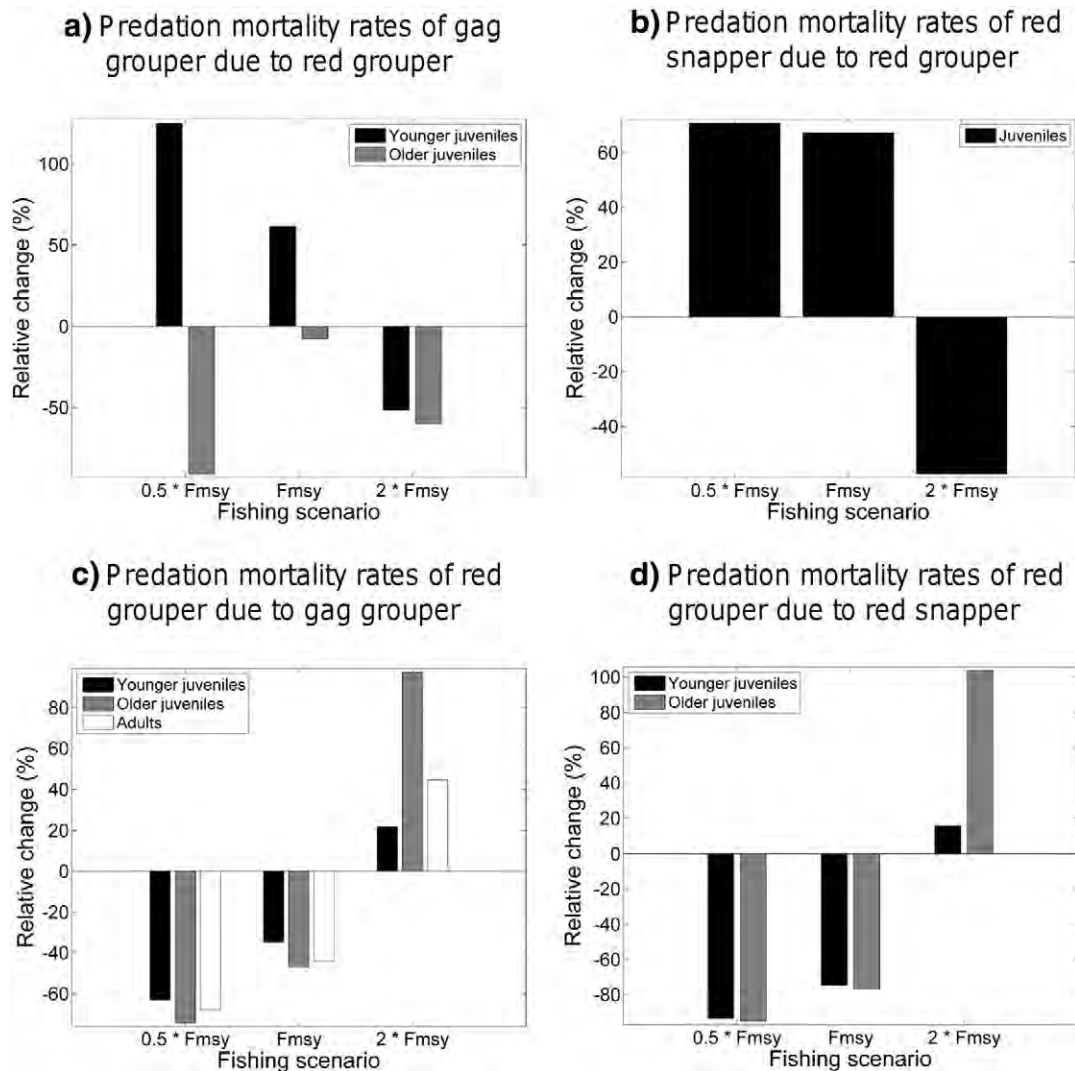 a) Predation mortality rates of gag
grouper due to red grouper
Relative change (%)
100
50
0
-50
Younger juveniles
Older juveniles
0.5 * Fmsy Fmsy 2 * Fmsy
Fishing scenario
b) Predation mortality rates of red
snapper due to red grouper
Relative change (%)
60
40
20
0
-20
-40
Juveniles
0.5 * Fmsy Fmsy 2 * Fmsy
Fishing scenario
c) Predation mortality rates of red
grouper due to gag grouper
Relative change (%)
80
60
40
20
0
-20
-40
-60
Younger juveniles
Older juveniles
Adults
0.5 * Fmsy Fmsy 2 * Fmsy
Fishing scenario
d) Predation mortality rates of red
grouper due to red snapper
Relative change (%)
100
80
60
40
20
0
-20
-40
-60
-80
Younger juveniles
Older juveniles
0.5 * Fmsy Fmsy 2 * Fmsy
Fishing scenario